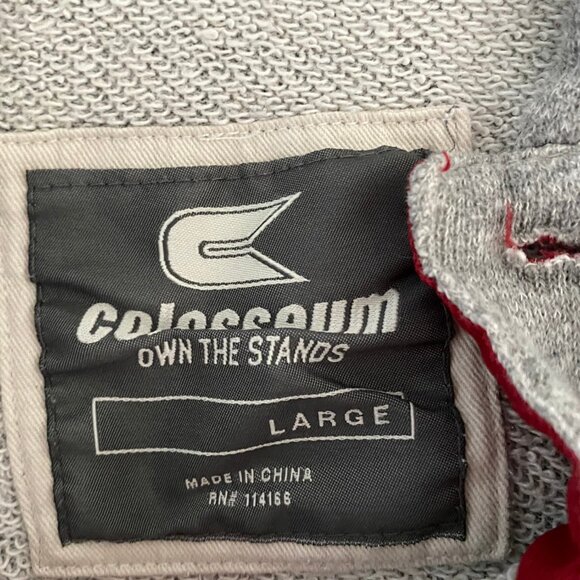 COLOSSEUM
OWN THE STANDS
LARGE
MADE IN CHINA
RN# 114166